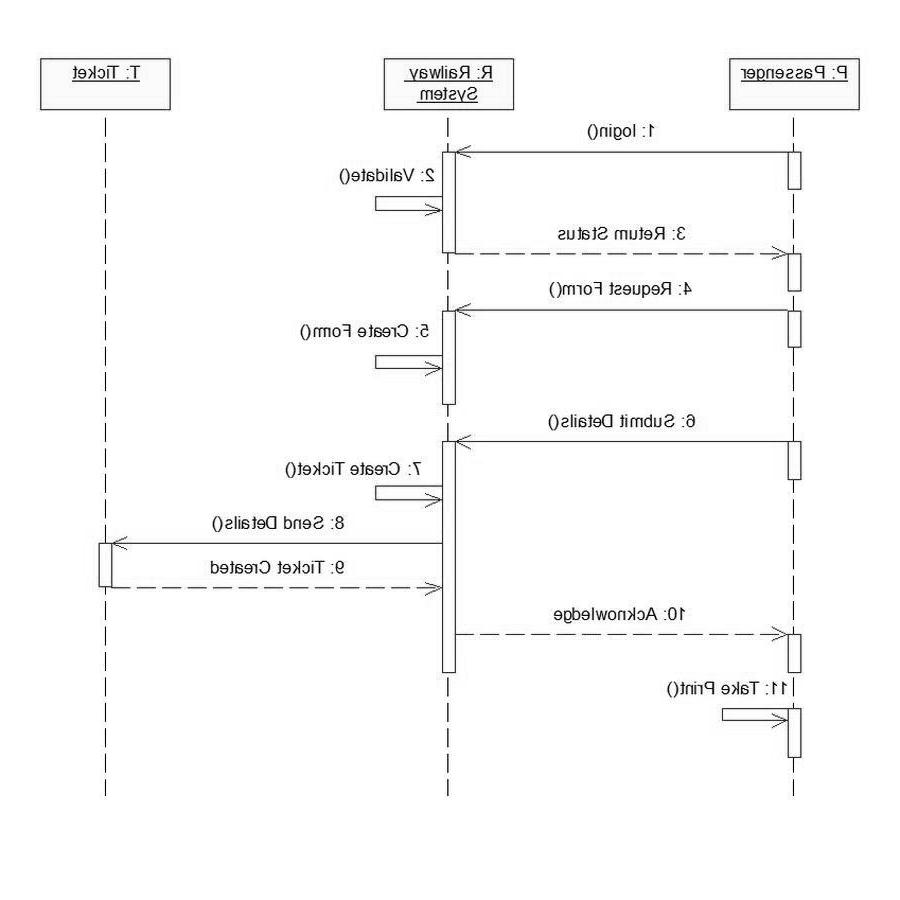 P: Passenger
R: Railway
System
T: Ticket
1: login()
2: Validate()
3: Return Status
4: Request Form()
5: Create Form()
6: Submit Details()
7: Create Ticket()
8: Send Details()
9: Ticket Created
10: Acknowledge
11: Take Print()